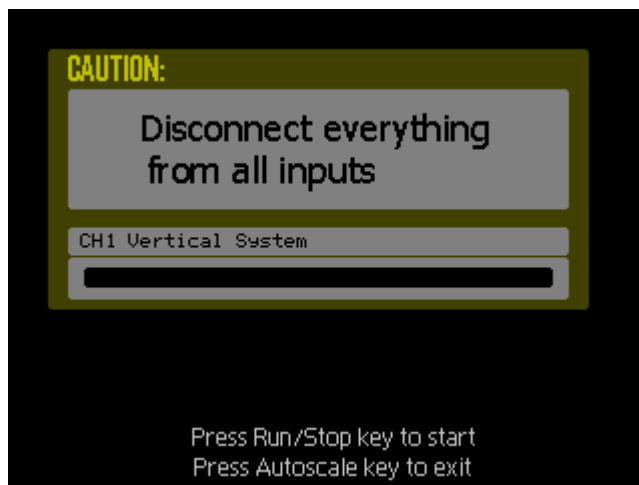 CAUTION:
Disconnect everything
from all inputs
CH1 Vertical System
Press Run/Stop key to start
Press Autoscale key to exit